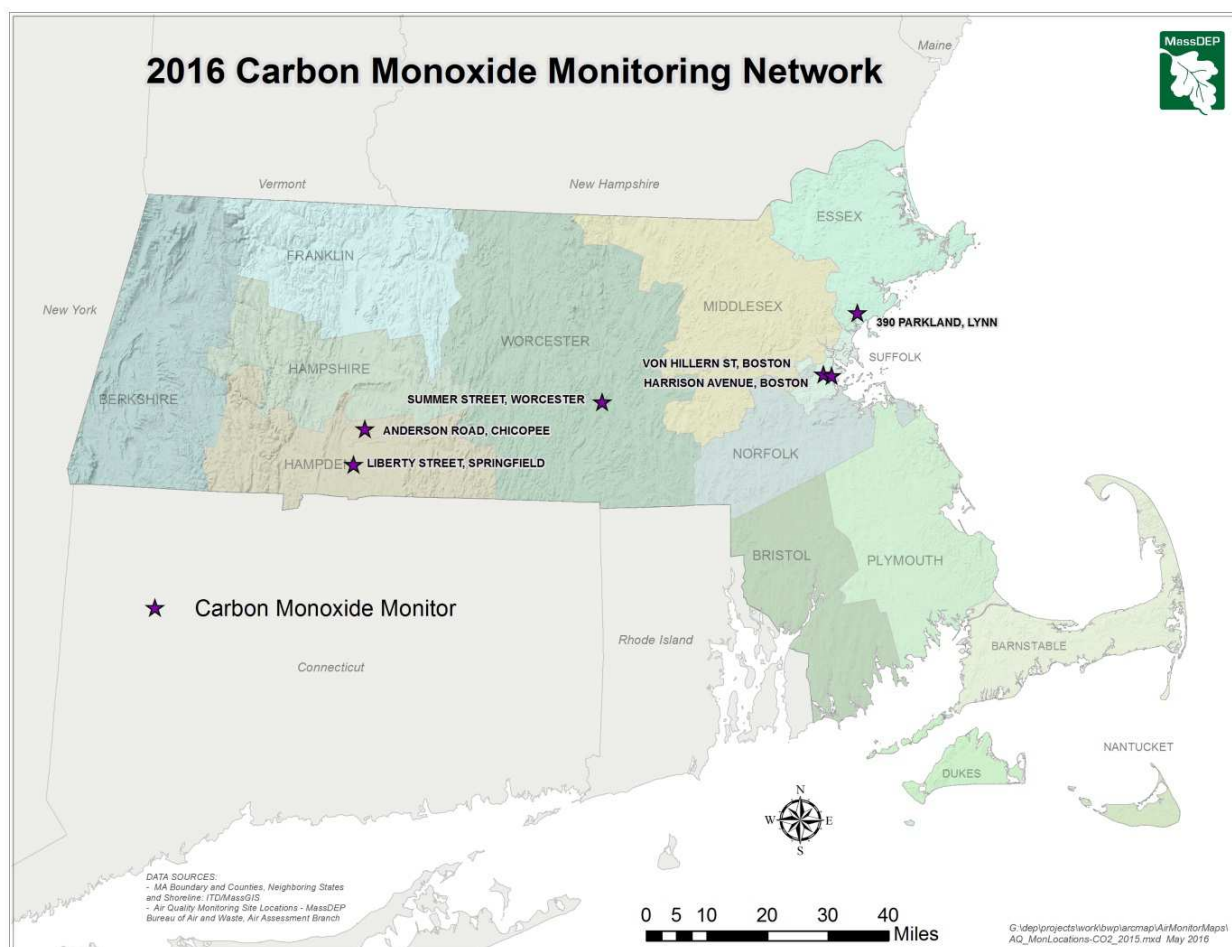 2016 Carbon Monoxide Monitoring Network
MassDEP
Maine
Vermont
New Hampshire
ESSEX
FRANKLIN
New York
MIDDLESEX
390 PARKLAND, LYNN
WORCESTER
VON HILLERN ST, BOSTON
SUFFOLK
HAMPSHIRE
HARRISON AVENUE, BOSTON
BERKSHIRE
SUMMER STREET, WORCESTER
ANDERSON ROAD, CHICOPEE
NORFOLK
HAMPDE
LIBERTY STREET, SPRINGFIELD
BRISTOL
PLYMOUTH
Carbon Monoxide Monitor
Rhode Island
BARNSTABLE
Connecticut
NANTUCKET
DUKES
N
W
E
S
DATA SOURCES:
- MA Boundary and Counties, Neighboring States
and Shoreline: ITD/MassGIS
- Air Quality Monitoring Site Locations - MassDEP
Bureau of Air and Waste, Air Assessment Branch
0 5 10 20 30 40
Miles
G:\dep\projects\work\bwp\arcmap\AirMonitorMaps\
AQ_MonLocations-CO2_2015.mxd May 2016